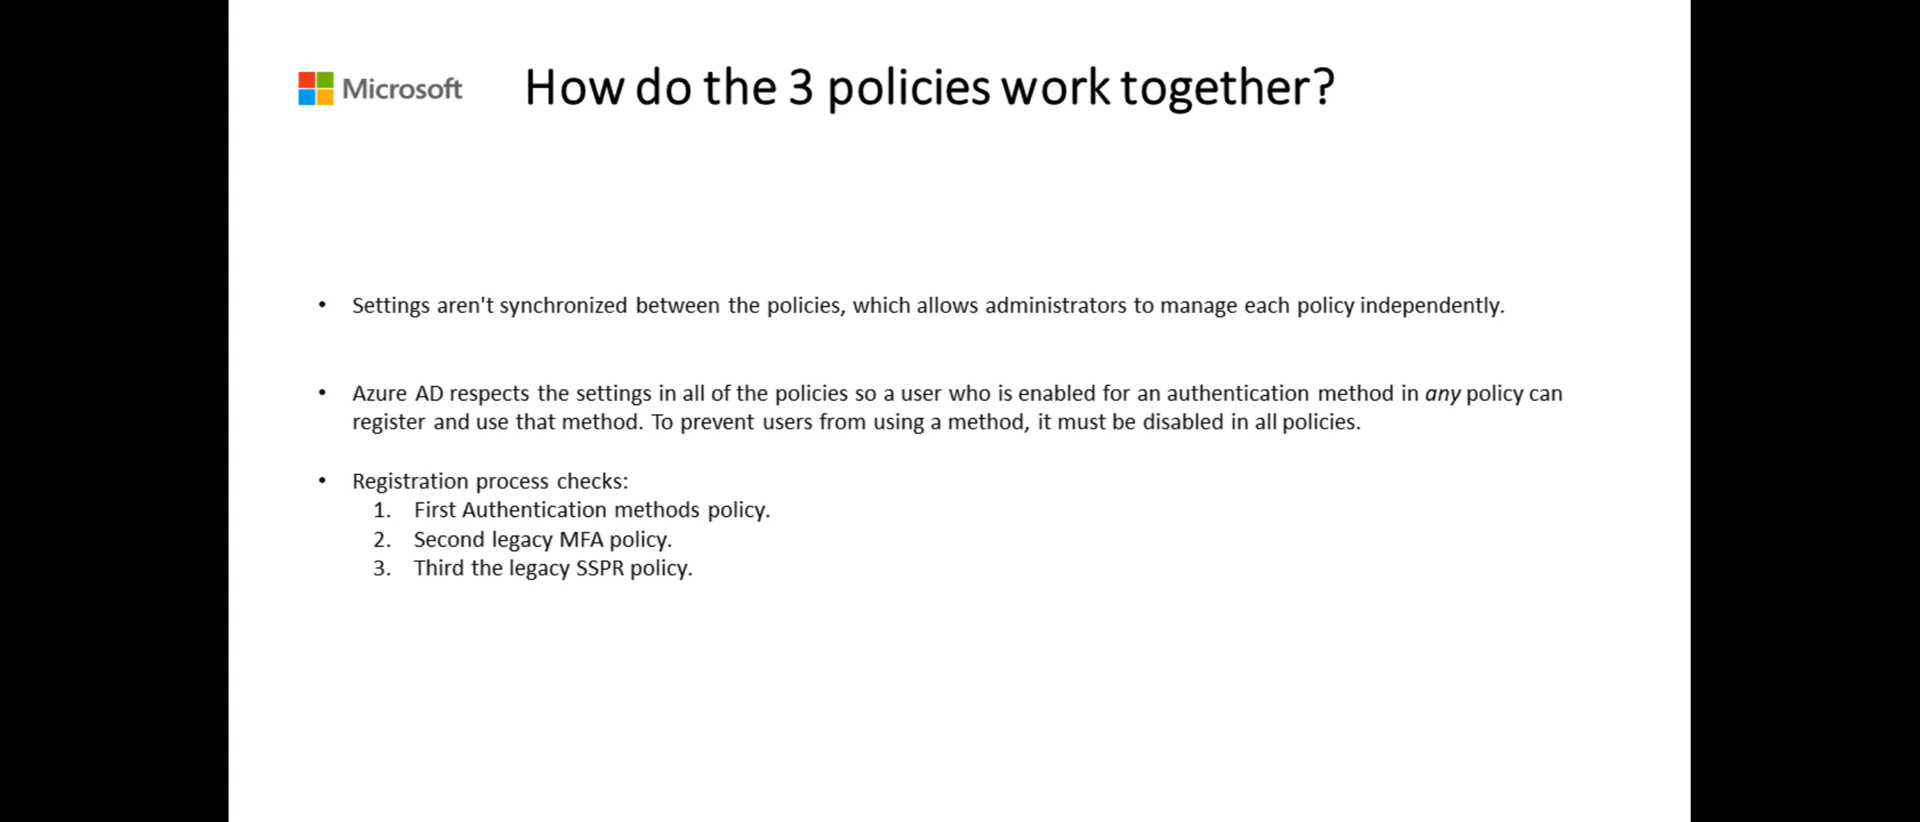 Microsoft
How do the 3 policies work together?
• Settings aren't synchronized between the policies, which allows administrators to manage each policy independently.
• Azure AD respects the settings in all of the policies so a user who is enabled for an authentication method in any policy can
register and use that method. To prevent users from using a method, it must be disabled in all policies.
• Registration process checks:
1. First Authentication methods policy.
2. Second legacy MFA policy.
3. Third the legacy SSPR policy.